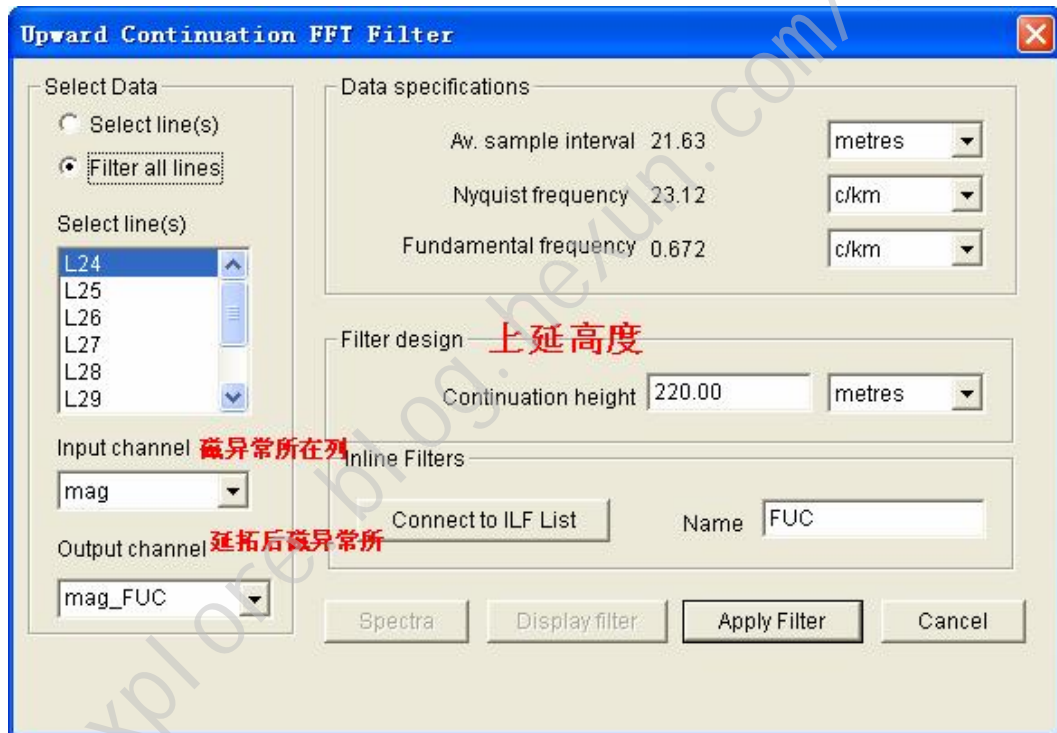 Upward Continuation FFT Filter
Select Data
Select line(s)
Filter all lines
Select line(s)
L24
L25
L26
L27
L28
L29
Input channel 磁异常所在列
mag
Output channel 延拓后磁异常所
mag_FUC
Data specifications
Av. sample interval 21.63 metres
Nyquist frequency 23.12 c/km
Fundamental frequency 0.672 c/km
Filter design 上延高度
Continuation height 220.00 metres
Inline Filters
Connect to ILF List Name FUC
Spectra Display filter Apply Filter Cancel
xplore.blog.hexun.com/